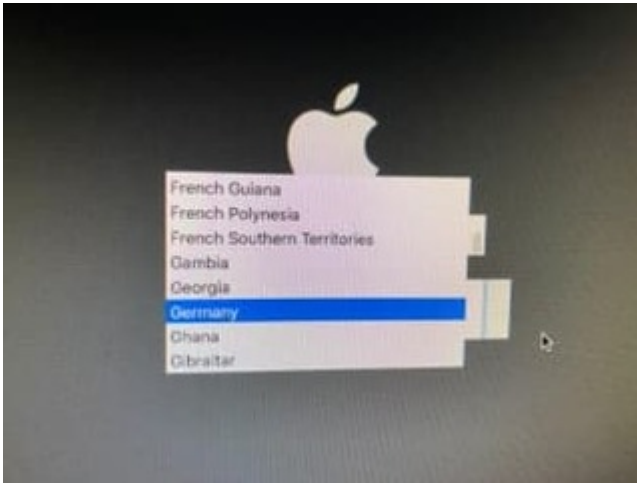 French Guiana
French Polynesia
French Southern Territories
Gambia
Georgia
Germany
Ghana
Gibraltar